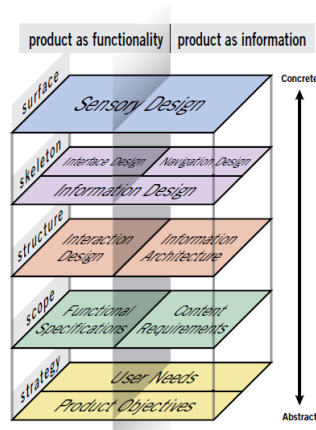 product as functionality
product as information
Concrete
surface
Sensory Design
skeleton
Interface Design
Navigation Design
Information Design
structure
Interaction
Design
Information
Architecture
scope
Functional
Specifications
Content
Requirements
strategy
User Needs
Product Objectives
Abstract